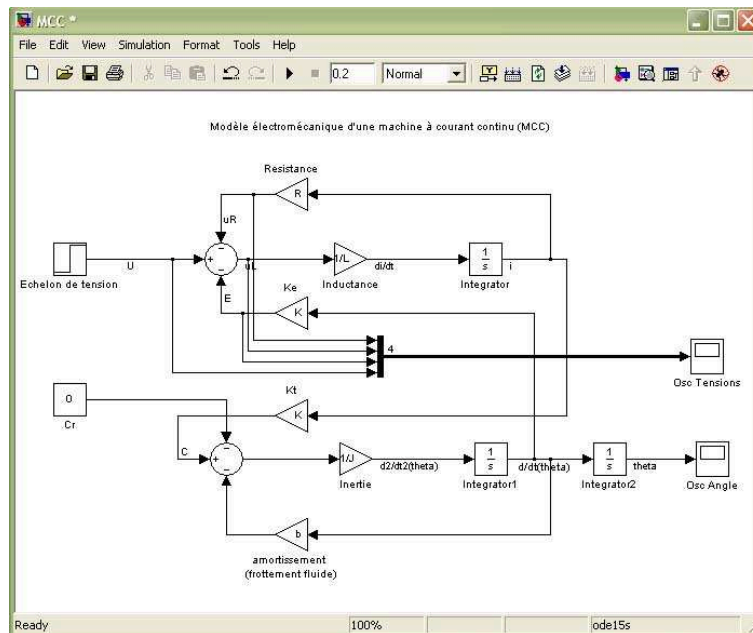 MCC *
File Edit View Simulation Format Tools Help
0.2 Normal
Modèle électromécanique d'une machine à courant continu (MCC)
Resistance
R
uR
Echelon de tension
U
+ − −
uL
1/L
Inductance
di/dt
1/s
Integrator
i
E
Ke
K
4
Osc Tensions
0
Cr
Kt
K
C
+ − −
1/J
Inertie
d2/dt2(theta)
1/s
Integrator1
d/dt(theta)
1/s
Integrator2
theta
Osc Angle
b
amortissement
(frottement fluide)
Ready 100% ode15s